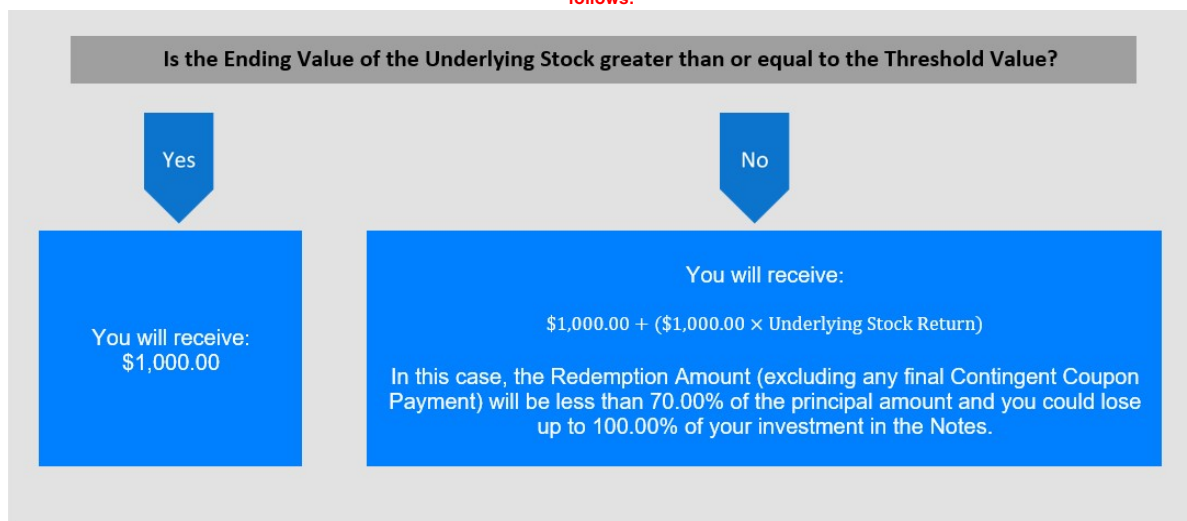 follows:
Is the Ending Value of the Underlying Stock greater than or equal to the Threshold Value?
Yes
No
You will receive:
$1,000.00
You will receive:
$1,000.00 + ($1,000.00 × Underlying Stock Return)
In this case, the Redemption Amount (excluding any final Contingent Coupon
Payment) will be less than 70.00% of the principal amount and you could lose
up to 100.00% of your investment in the Notes.